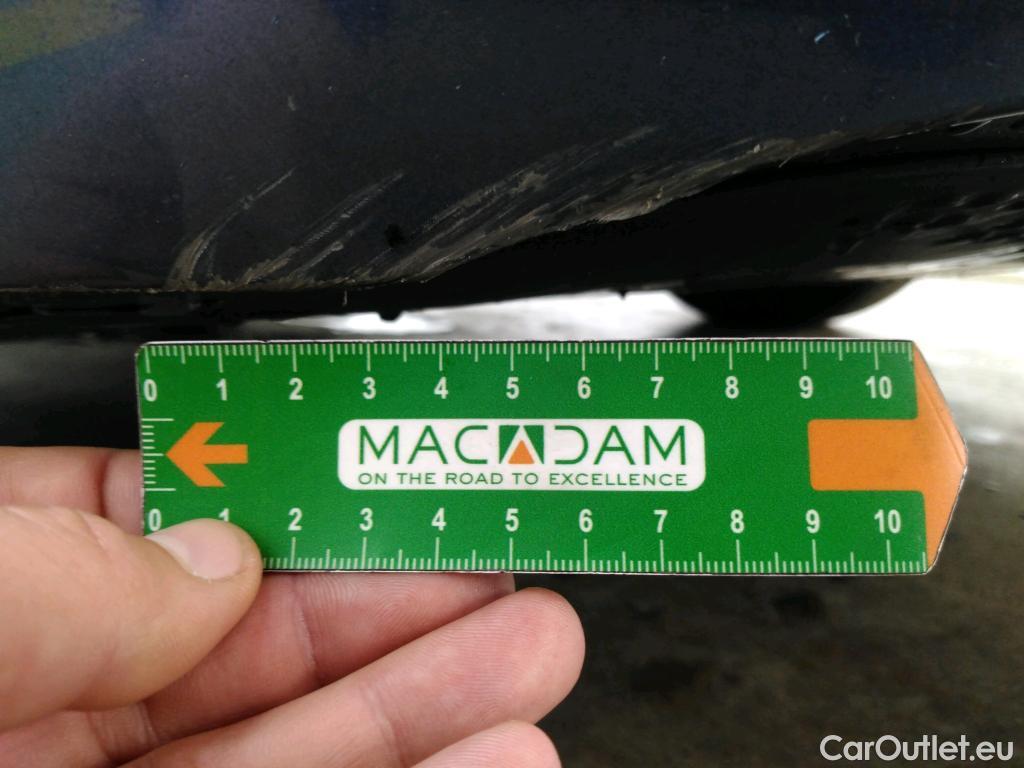 0 1 2 3 4 5 6 7 8 9 10
MACADAM
ON THE ROAD TO EXCELLENCE
0 1 2 3 4 5 6 7 8 9 10
CarOutlet.eu